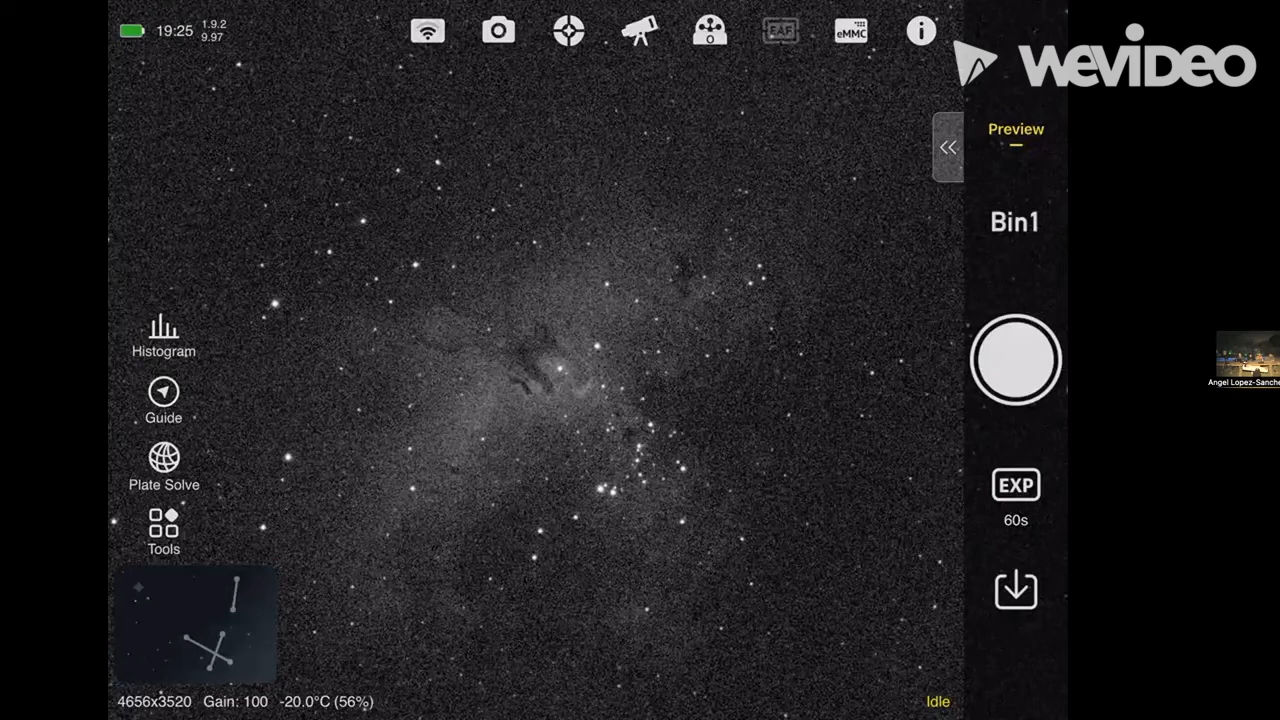 19:25
1.9.2
9.97
O
EAF
eMMC
WEVIDEO
Preview
Bin1
Histogram
Guide
Plate Solve
Tools
EXP
60s
Angel Lopez-Sanche
4656x3520 Gain: 100 -20.0°C (56%)
Idle